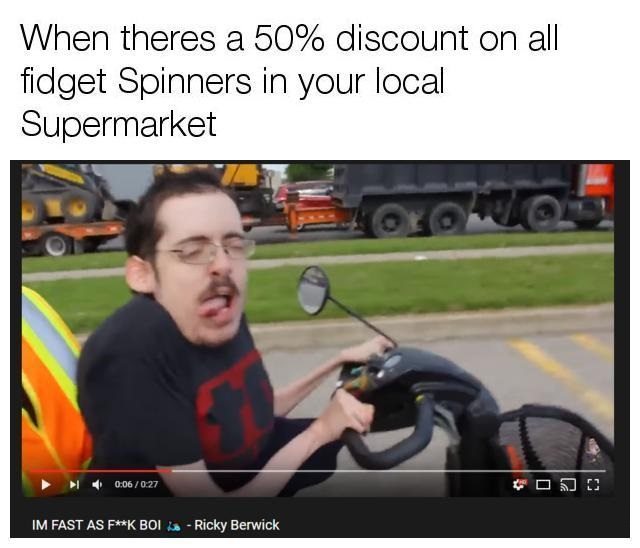 When theres a 50% discount on all
fidget Spinners in your local
Supermarket
0:06 / 0:27
IM FAST AS F**K BOI 🛵 - Ricky Berwick